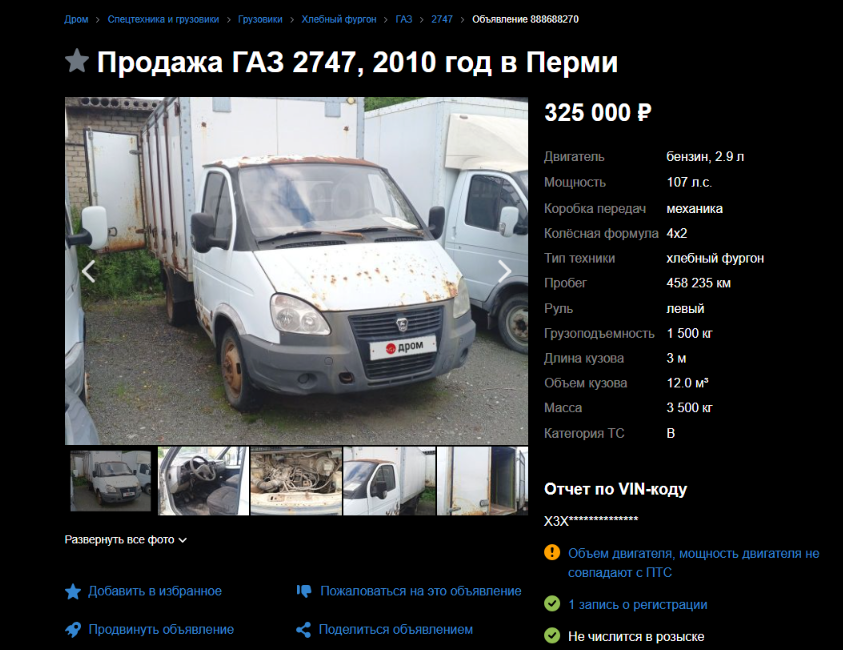 Дром > Спецтехника и грузовики > Грузовики > Хлебный фургон > ГАЗ > 2747 > Объявление 888688270
Продажа ГАЗ 2747, 2010 год в Перми
дром
325 000 ₽
Двигатель бензин, 2.9 л
Мощность 107 л.с.
Коробка передач механика
Колёсная формула 4x2
Тип техники хлебный фургон
Пробег 458 235 км
Руль левый
Грузоподъемность 1 500 кг
Длина кузова 3 м
Объем кузова 12.0 м³
Масса 3 500 кг
Категория ТС B
Развернуть все фото
Добавить в избранное
Пожаловаться на это объявление
Продвинуть объявление
Поделиться объявлением
Отчет по VIN-коду
X3X**************
Объем двигателя, мощность двигателя не
совпадают с ПТС
1 запись о регистрации
Не числится в розыске